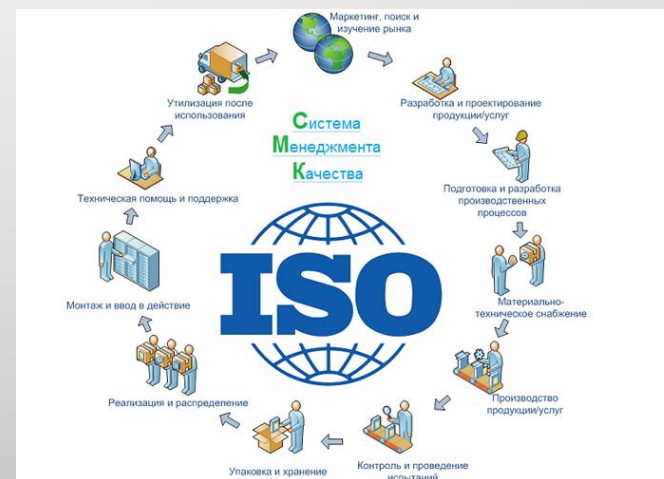 Маркетинг, поиск и
изучение рынка
Разработка и проектирование
продукции/услуг
Подготовка и разработка
производственных
процессов
Материально-
техническое снабжение
Производство
продукции/услуг
Контроль и проведение
испытаний
Упаковка и хранение
Реализация и распределение
Монтаж и ввод в действие
Техническая помощь и поддержка
Утилизация после
использования
Система
Менеджмента
Качества
ISO